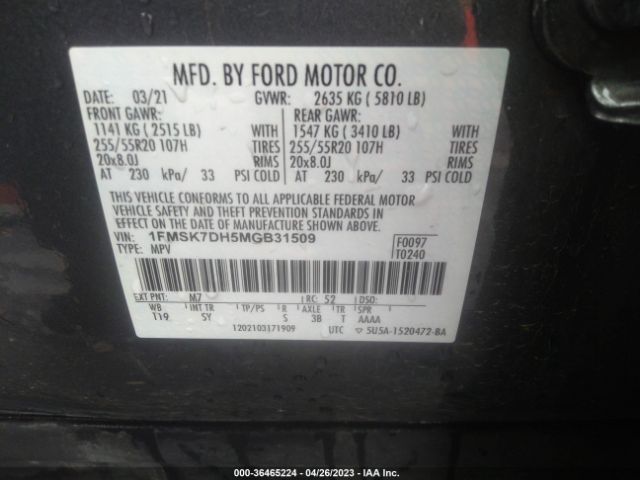 MFD. BY FORD MOTOR CO.
DATE: 03/21 GVWR: 2635 KG ( 5810 LB)
FRONT GAWR: REAR GAWR:
1141 KG ( 2515 LB) WITH 1547 KG ( 3410 LB) WITH
255/55R20 107H TIRES 255/55R20 107H TIRES
20x8.0J RIMS 20x8.0J RIMS
AT 230 kPa/ 33 PSI COLD AT 230 kPa/ 33 PSI COLD
THIS VEHICLE CONFORMS TO ALL APPLICABLE FEDERAL MOTOR
VEHICLE SAFETY AND THEFT PREVENTION STANDARDS IN
EFFECT ON THE DATE OF MANUFACTURE SHOWN ABOVE.
VIN: 1FMSK7DH5MGB31509 F0097
TYPE: MPV T0240
EXT PNT: M7 RC: 52 DSO:
WB INT TR TP/PS R AXLE TR SPR
119 SY S 3B T AAAA
1202103171909 UTC ▽ 5U5A-1520472-BA
000-36465224 | 04/26/2023 - IAA Inc.